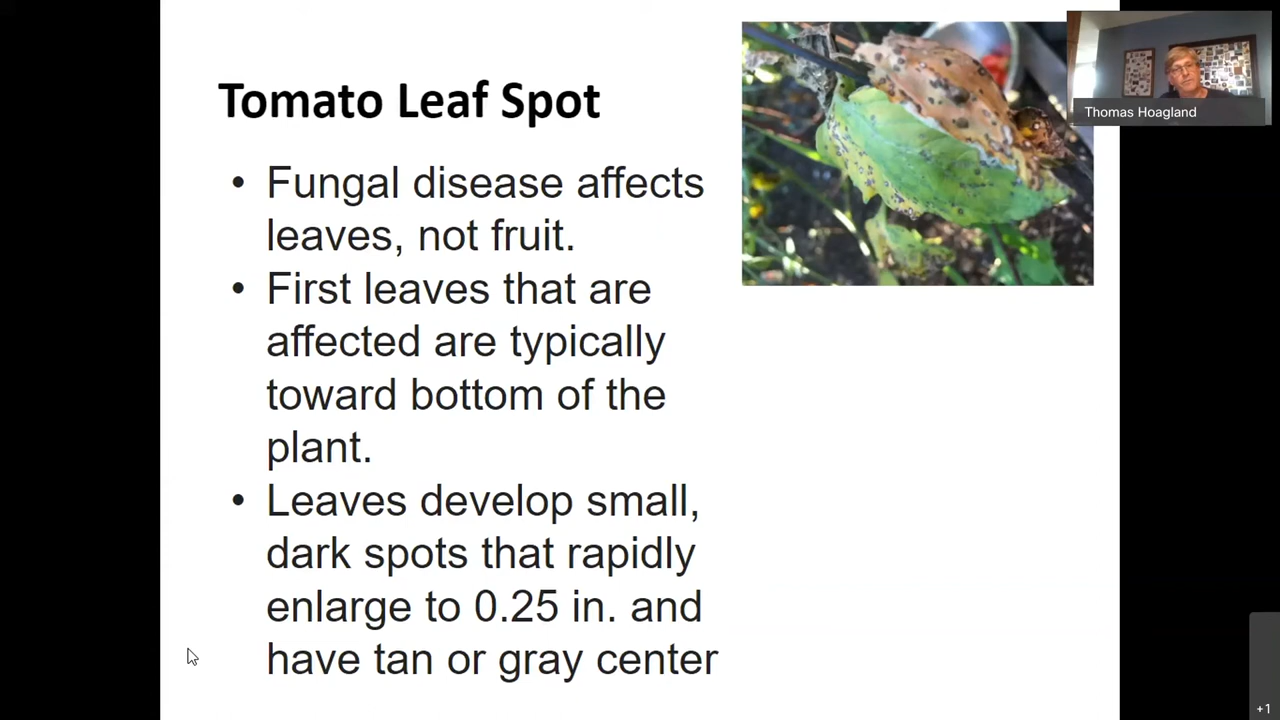 Tomato Leaf Spot
• Fungal disease affects
leaves, not fruit.
• First leaves that are
affected are typically
toward bottom of the
plant.
• Leaves develop small,
dark spots that rapidly
enlarge to 0.25 in. and
have tan or gray center
Thomas Hoagland
+1